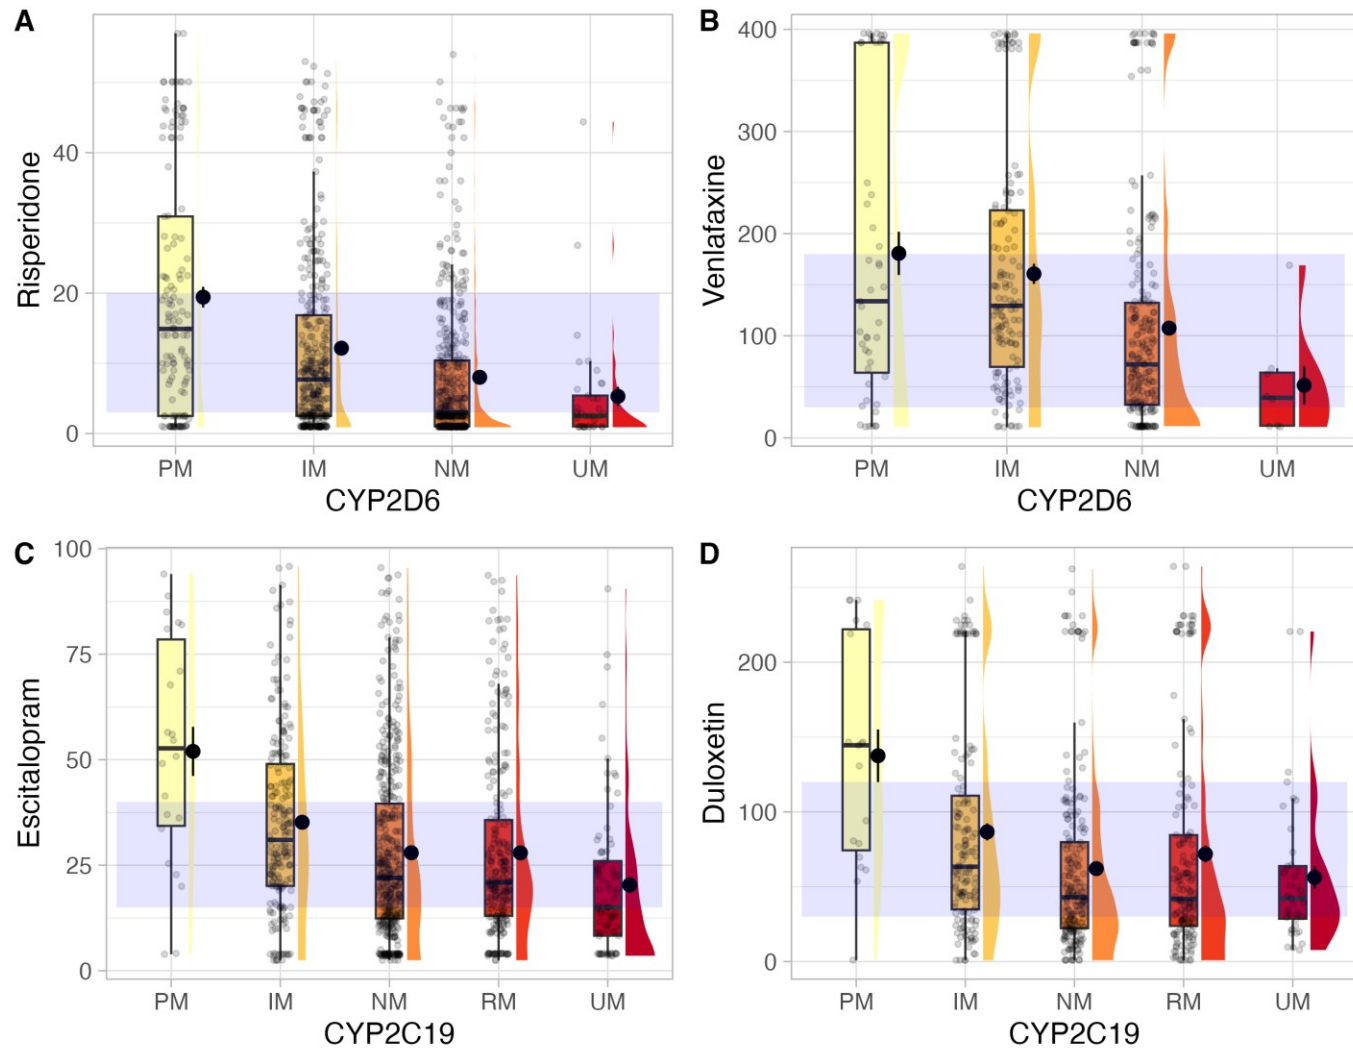 A
Risperidone
40
20
0
PM IM NM UM
CYP2D6
B
Venlafaxine
400
300
200
100
0
PM IM NM UM
CYP2D6
C
Escitalopram
100
75
50
25
0
PM IM NM RM UM
CYP2C19
D
Duloxetin
200
100
0
PM IM NM RM UM
CYP2C19